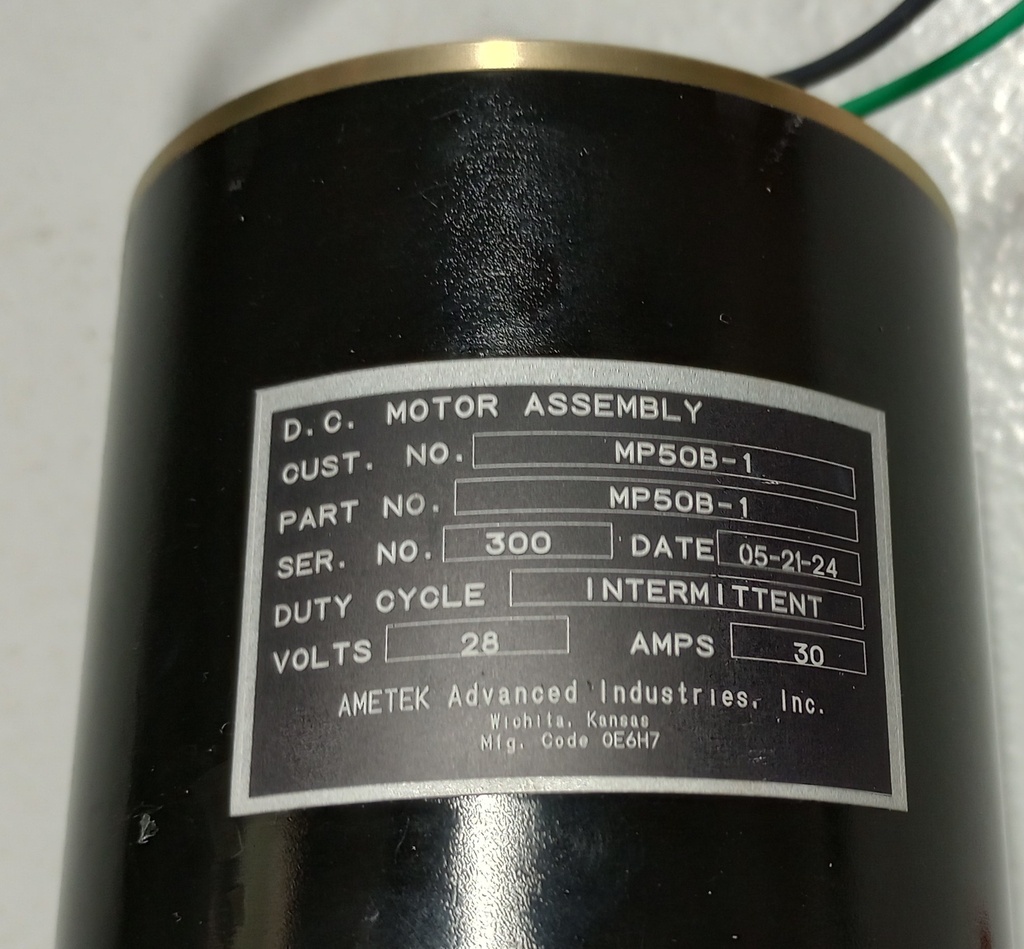 D.C. MOTOR ASSEMBLY
CUST. NO. MP50B-1
PART NO. MP50B-1
SER. NO. 300 DATE 05-21-24
DUTY CYCLE INTERMITTENT
VOLTS 28 AMPS 30
AMETEK Advanced Industries, Inc.
Wichita, Kansas
Mfg. Code 0E6H7